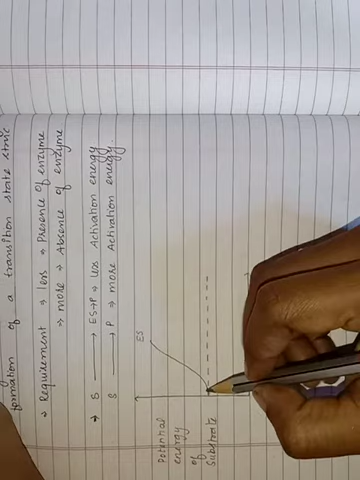 formation of a transition state
→ Requirement → less → Presence of enzyme
→ more → Absence of enzyme
→ S → ES → P ⇒ less Activation energy
S → P ⇒ more Activation energy.
ES
Potential
energy
of
Substrate